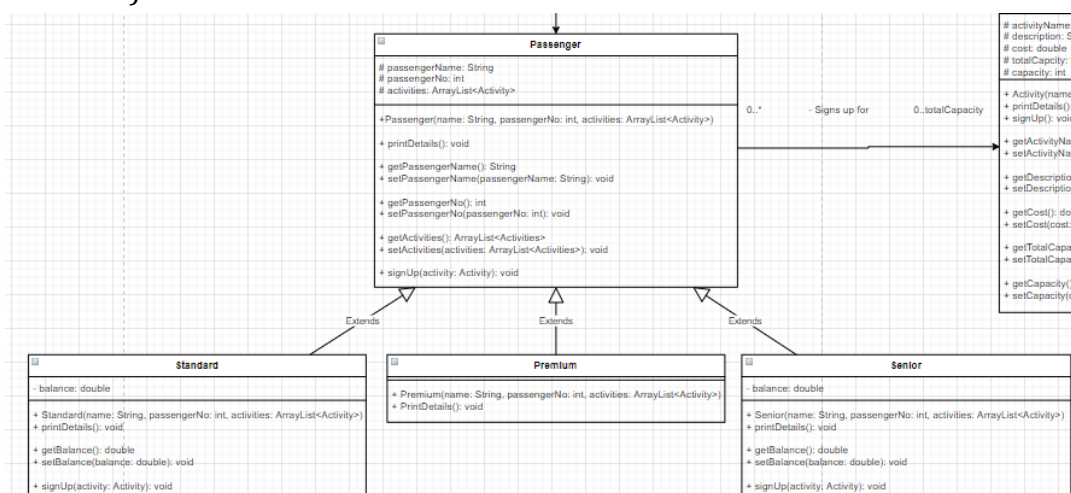 Passenger
# passengerName: String
# passengerNo: int
# activities: ArrayList<Activity>
+Passenger(name: String, passengerNo: int, activities: ArrayList<Activity>)
+ printDetails(): void
+ getPassengerName(): String
+ setPassengerName(passengerName: String): void
+ getPassengerNo(): int
+ setPassengerNo(passengerNo: int): void
+ getActivities(): ArrayList<Activities>
+ setActivities(activities: ArrayList<Activities>): void
+ signUp(activity: Activity): void
0..* - Signs up for 0..totalCapacity
# activityName:
# description: S
# cost: double
# totalCapcity:
# capacity: int
+ Activity(name
+ printDetails():
+ signUp(): void
+ getActivityNa
+ setActivityNa
+ getDescriptio
+ setDescriptio
+ getCost(): do
+ setCost(cost:
+ getTotalCapa
+ setTotalCapa
+ getCapacity()
+ setCapacity(c
Extends
Extends
Extends
Standard
- balance: double
+ Standard(name: String, passengerNo: int, activities: ArrayList<Activity>)
+ printDetails(): void
+ getBalance(): double
+ setBalance(balance: double): void
+ signUp(activity: Activity): void
Premium
+ Premium(name: String, passengerNo: int, activities: ArrayList<Activity>)
+ PrintDetails(): void
Senior
- balance: double
+ Senior(name: String, passengerNo: int, activities: ArrayList<Activity>)
+ printDetails(): void
+ getBalance(): double
+ setBalance(balance: double): void
+ signUp(activity: Activity): void